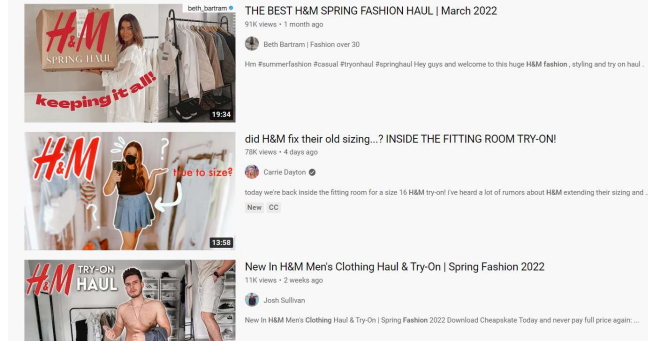 beth_bartram
H&M
SPRING HAUL
keeping it all!
19:34
THE BEST H&M SPRING FASHION HAUL | March 2022
91K views • 1 month ago
Beth Bartram | Fashion over 30
Hm #summerfashion #casual #tryonhaul #springhaul Hey guys and welcome to this huge H&M fashion , styling and try on haul .
H&M
true to size?
13:58
did H&M fix their old sizing...? INSIDE THE FITTING ROOM TRY-ON!
78K views • 4 days ago
Carrie Dayton
today we're back inside the fitting room for a size 16 H&M try-on! I've heard a lot of rumors about H&M extending their sizing and .
New CC
H&M TRY-ON
HAUL
New In H&M Men's Clothing Haul & Try-On | Spring Fashion 2022
11K views • 2 weeks ago
Josh Sullivan
New In H&M Men's Clothing Haul & Try-On | Spring Fashion 2022 Download Cheapskate Today and never pay full price again: ...